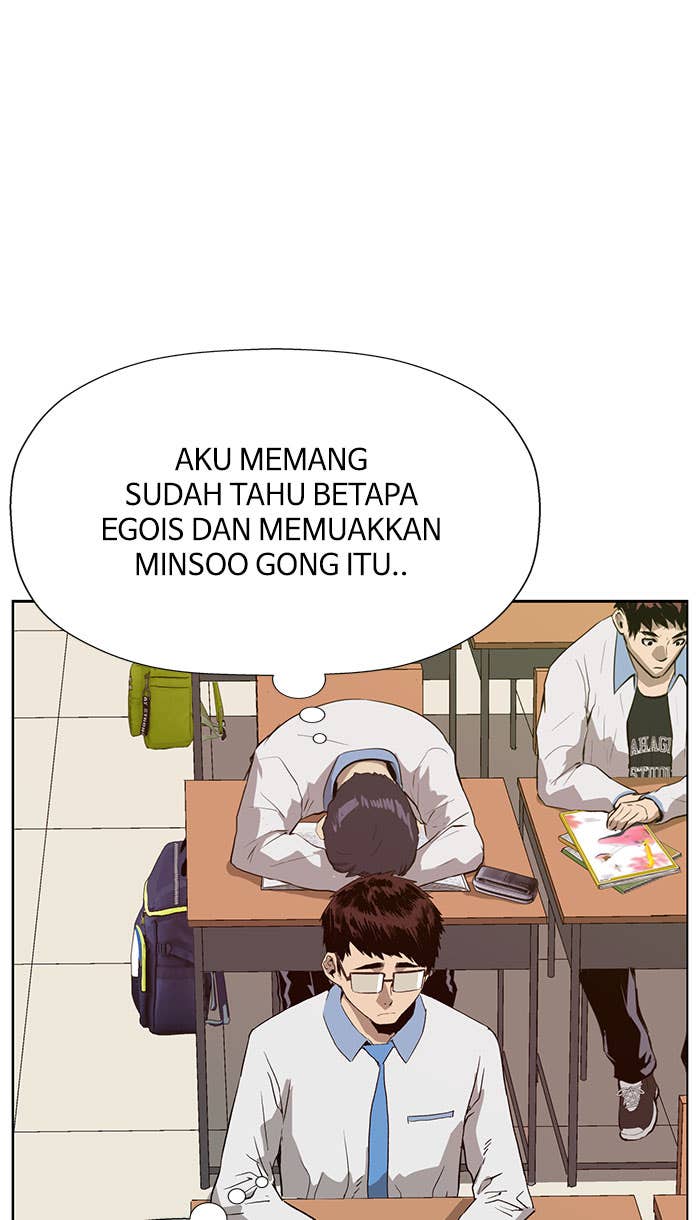 AKU MEMANG
SUDAH TAHU BETAPA
EGOIS DAN MEMUAKKAN
MINSOO GONG ITU..